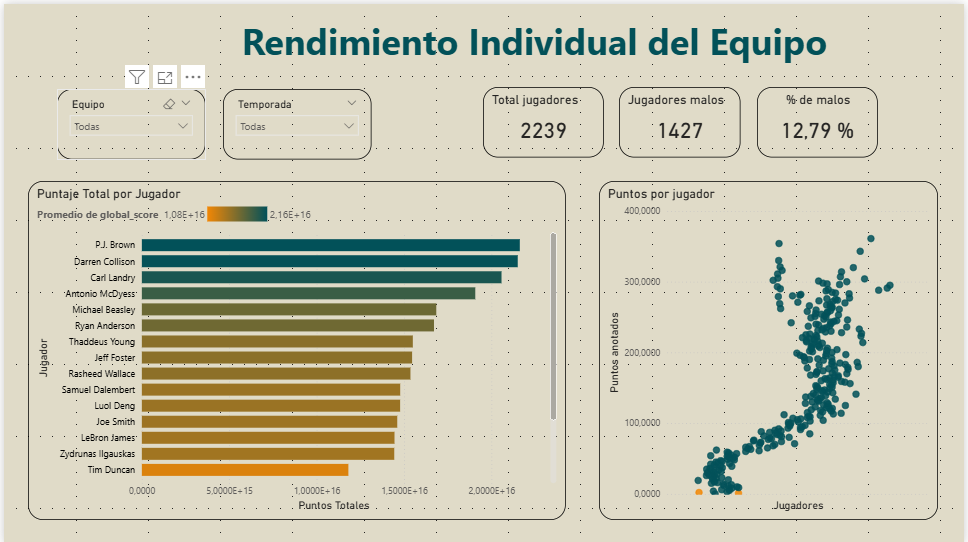 Rendimiento Individual del Equipo
Equipo
Todas
Temporada
Todas
Total jugadores
2239
Jugadores malos
1427
% de malos
12,79 %
Puntaje Total por Jugador
Promedio de global_score 1,08E+16 2,16E+16
Jugador
P.J. Brown
Darren Collison
Carl Landry
Antonio McDyess
Michael Beasley
Ryan Anderson
Thaddeus Young
Jeff Foster
Rasheed Wallace
Samuel Dalembert
Luol Deng
Joe Smith
LeBron James
Zydrunas Ilgauskas
Tim Duncan
0,0000 5,0000E+15 1,0000E+16 1,5000E+16 2,0000E+16
Puntos Totales
Puntos por jugador
Puntos anotados
400,0000
300,0000
200,0000
100,0000
0,0000
Jugadores